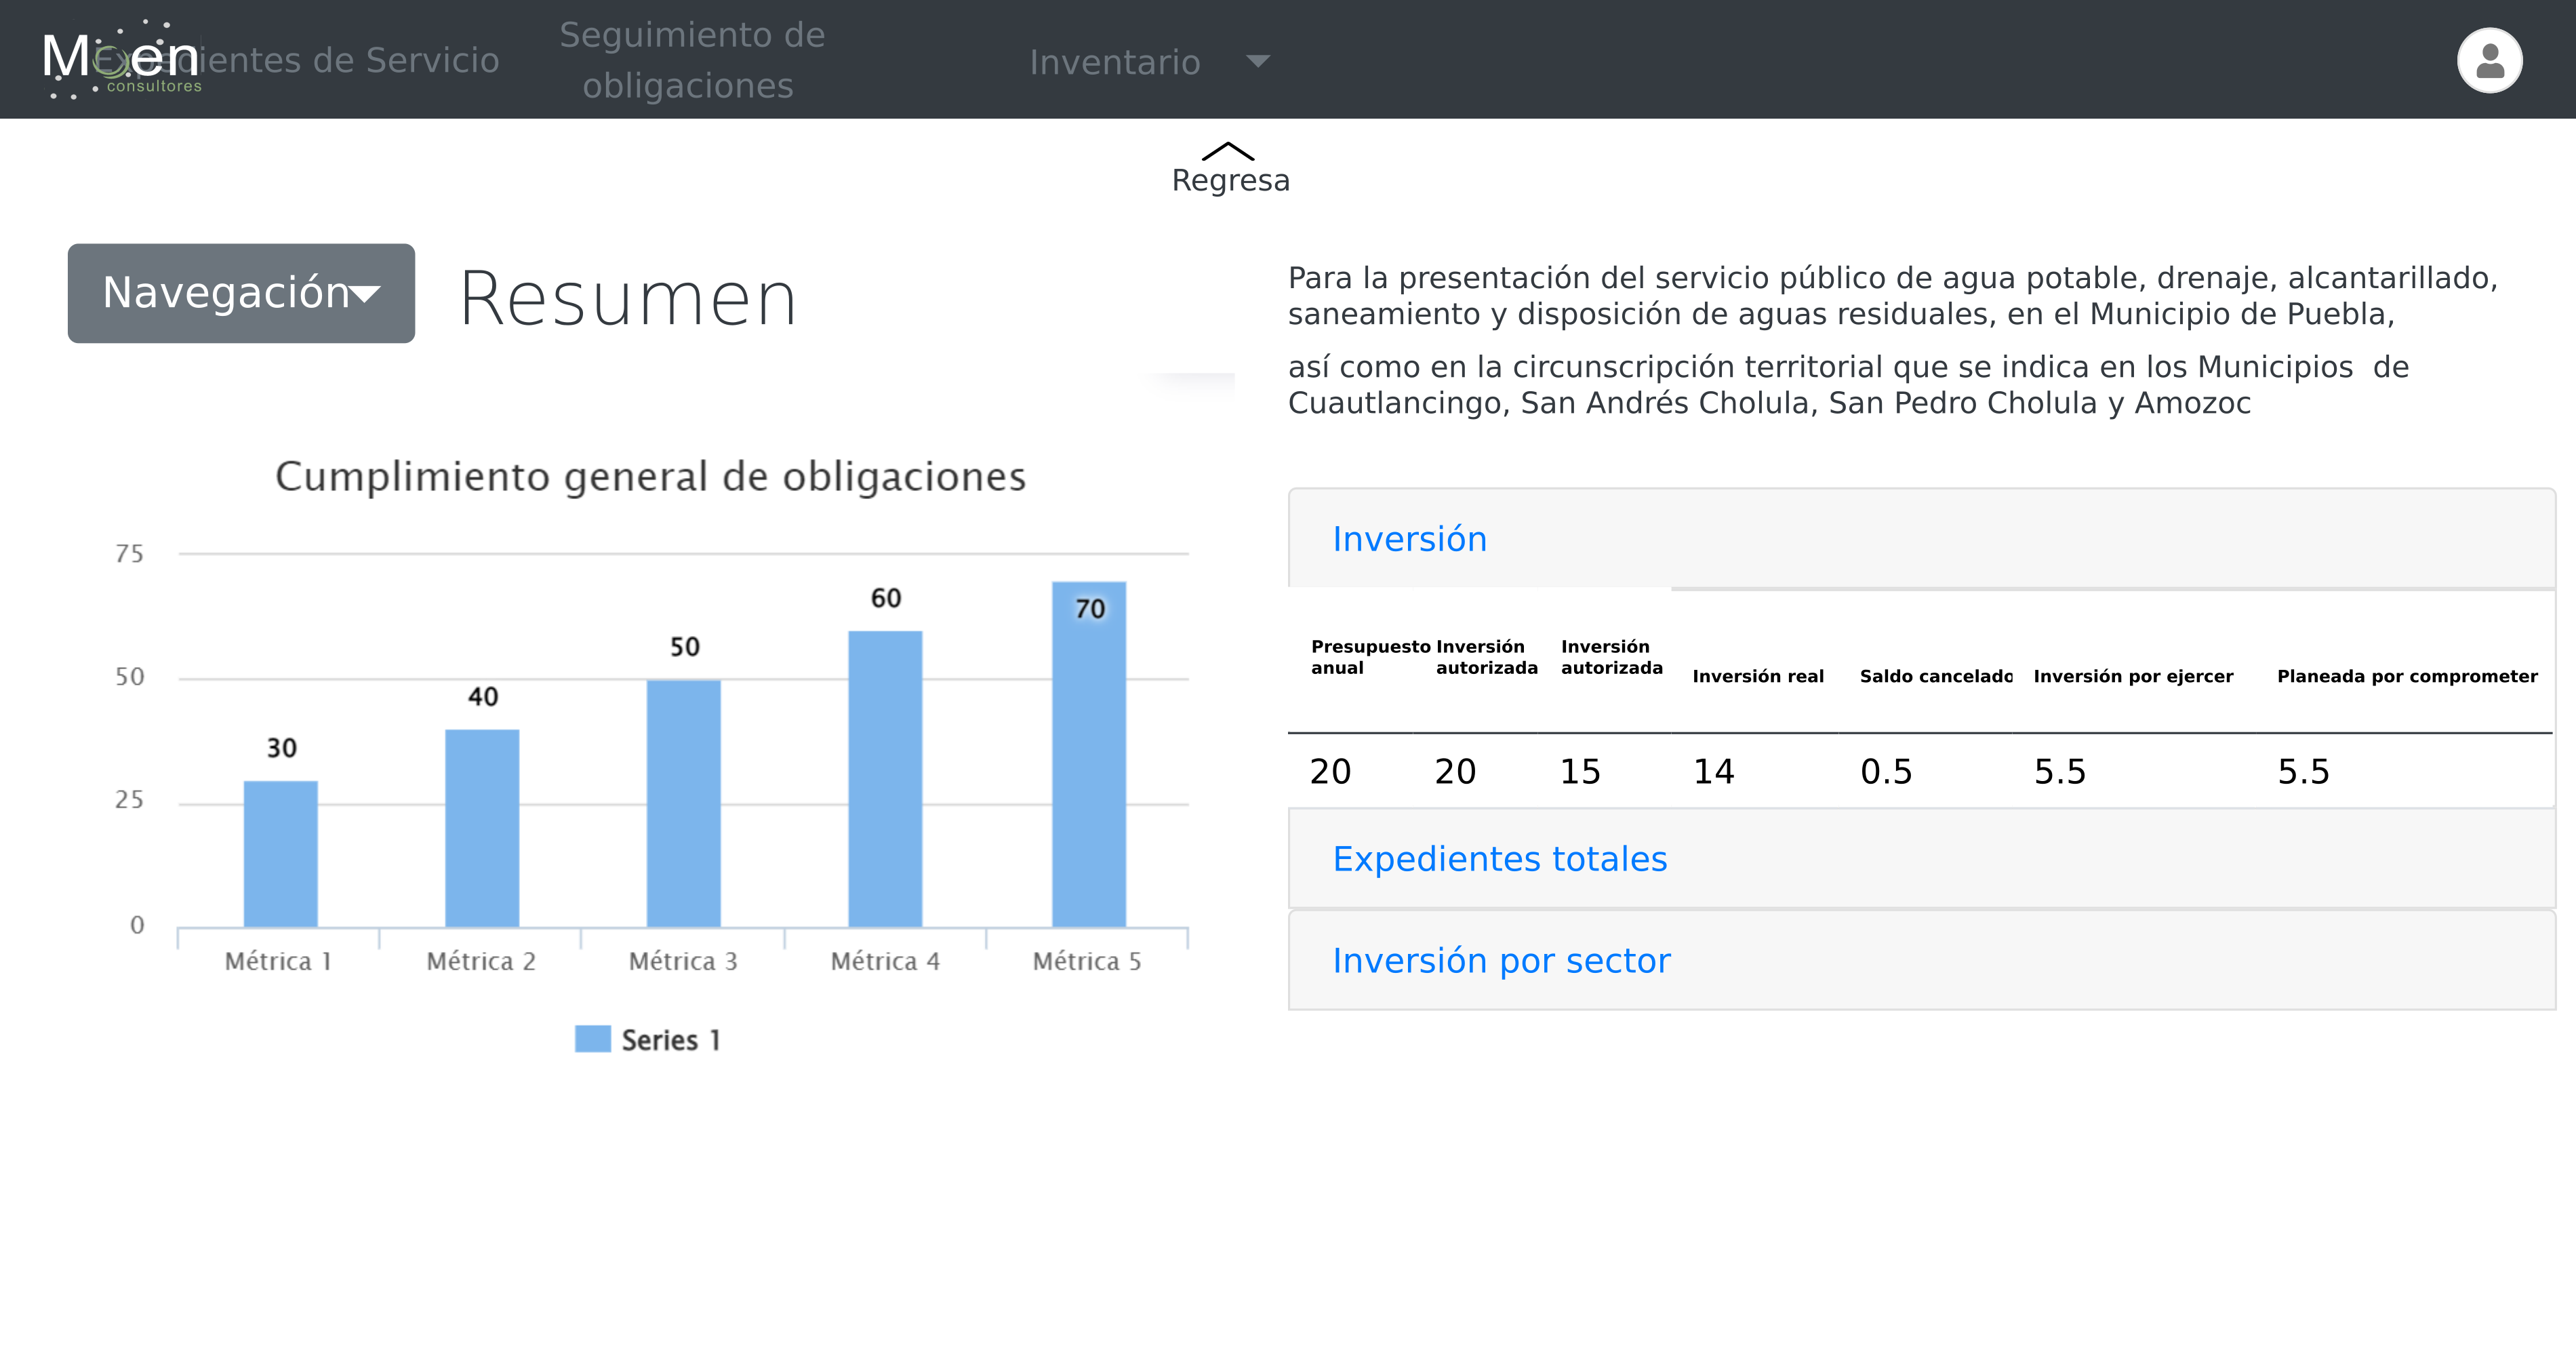 Moen
consultores
Expedientes de Servicio
Seguimiento de
obligaciones
Inventario
Regresa
Navegación
Resumen
Para la presentación del servicio público de agua potable, drenaje, alcantarillado,
saneamiento y disposición de aguas residuales, en el Municipio de Puebla,
así como en la circunscripción territorial que se indica en los Municipios  de
Cuautlancingo, San Andrés Cholula, San Pedro Cholula y Amozoc
Cumplimiento general de obligaciones
75
50
25
0
30
40
50
60
70
Métrica 1
Métrica 2
Métrica 3
Métrica 4
Métrica 5
Series 1
Inversión
Presupuesto anual
Inversión autorizada
Inversión autorizada
Inversión real
Saldo cancelado
Inversión por ejercer
Planeada por comprometer
20 20 15 14 0.5 5.5 5.5
Expedientes totales
Inversión por sector